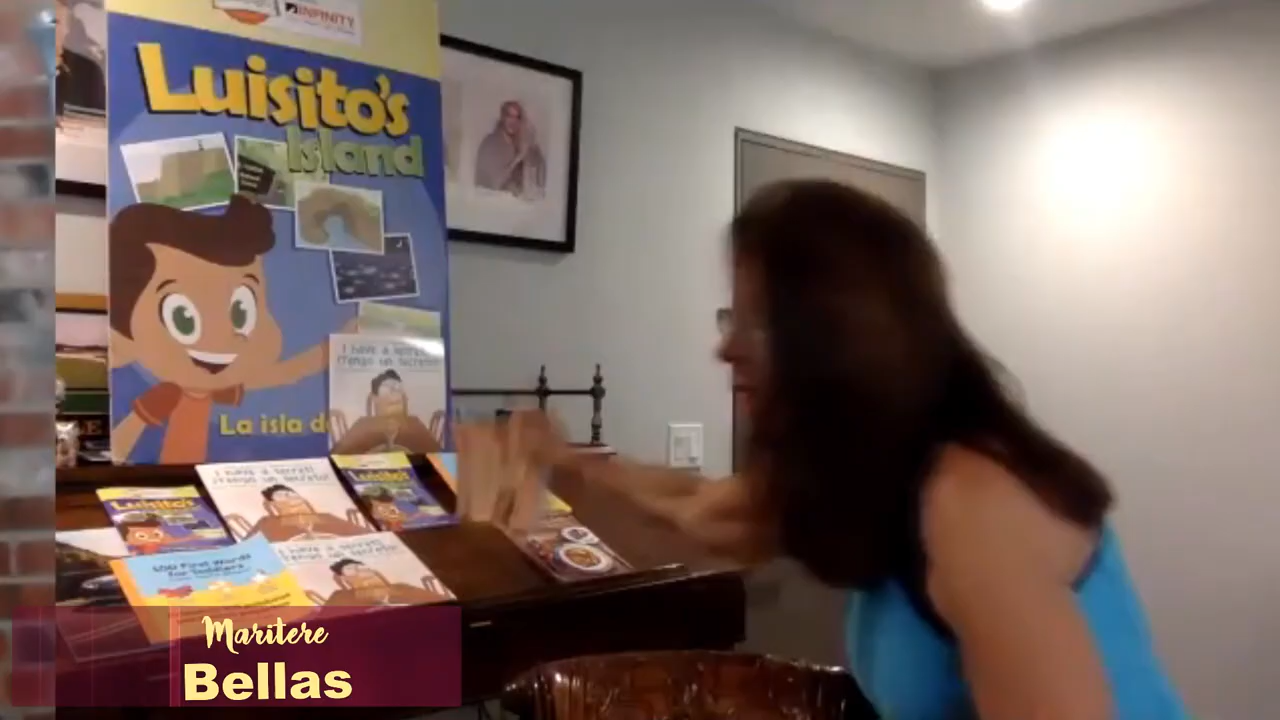 INFINITY
Luisito's
Island
I have a secret!
¡Tengo un secreto!
La isla d
I have a secret!
¡Tengo un secreto!
Luisito's
100 First Words
for Toddlers
I have a secret!
¡Tengo un secreto!
Luisito's
Maritere
Bellas